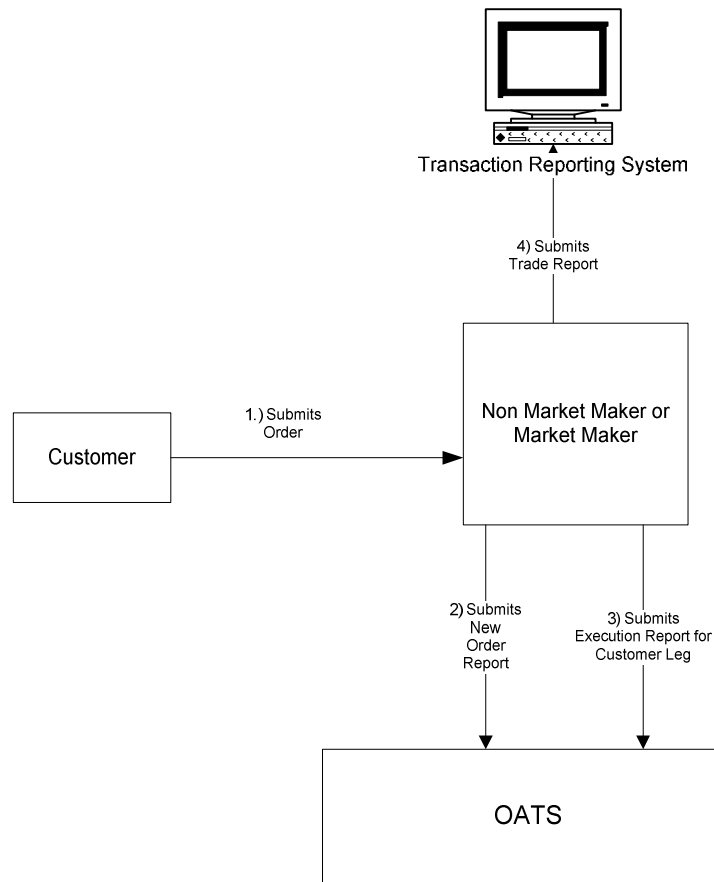 Transaction Reporting System
4) Submits
Trade Report
Non Market Maker or
Market Maker
1.) Submits
Order
Customer
2) Submits
New
Order
Report
3) Submits
Execution Report for
Customer Leg
OATS